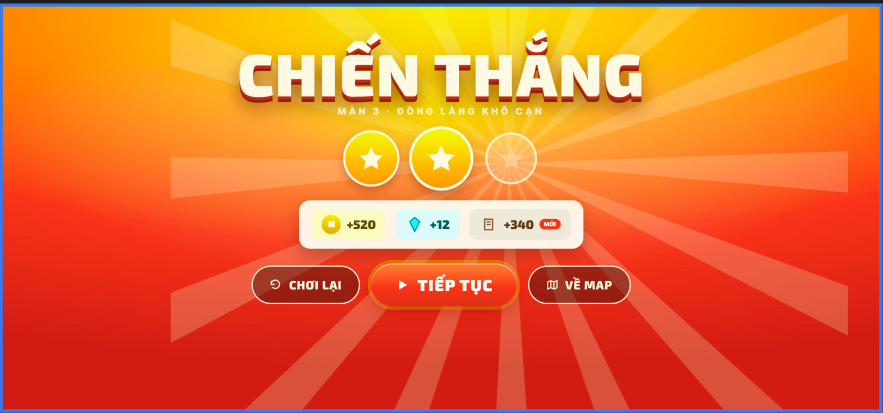 CHIẾN THẮNG
MÀN 3 · ĐỒNG LÀNG KHÔ CẠN
+520 +12 +340 MỚI
CHƠI LẠI TIẾP TỤC VỀ MAP